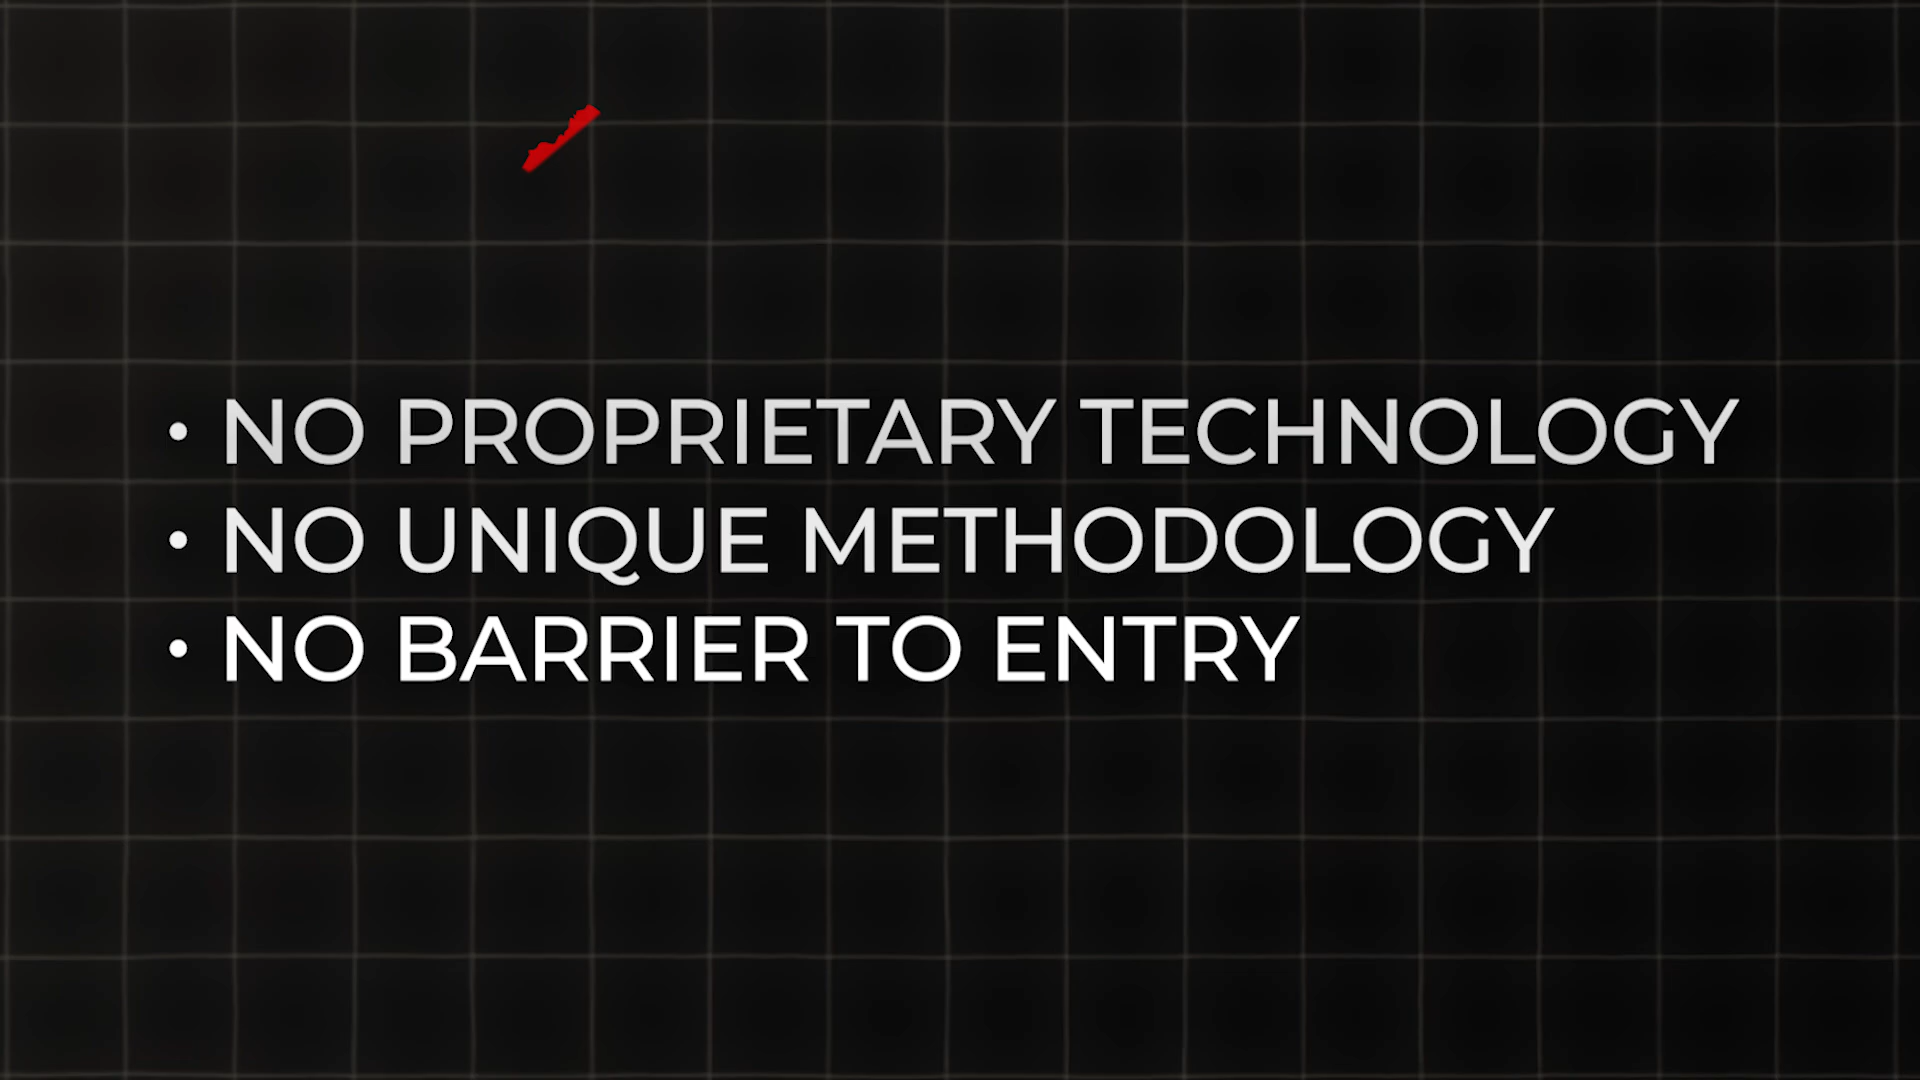 • NO PROPRIETARY TECHNOLOGY
• NO UNIQUE METHODOLOGY
• NO BARRIER TO ENTRY